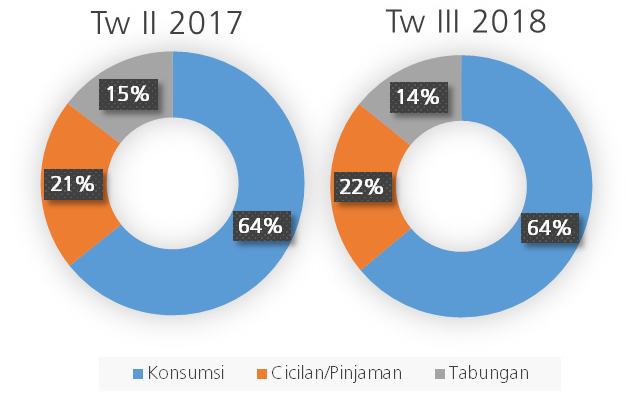 Tw II 2017
Tw III 2018
15%
14%
21%
22%
64%
64%
Konsumsi
Cicilan/Pinjaman
Tabungan